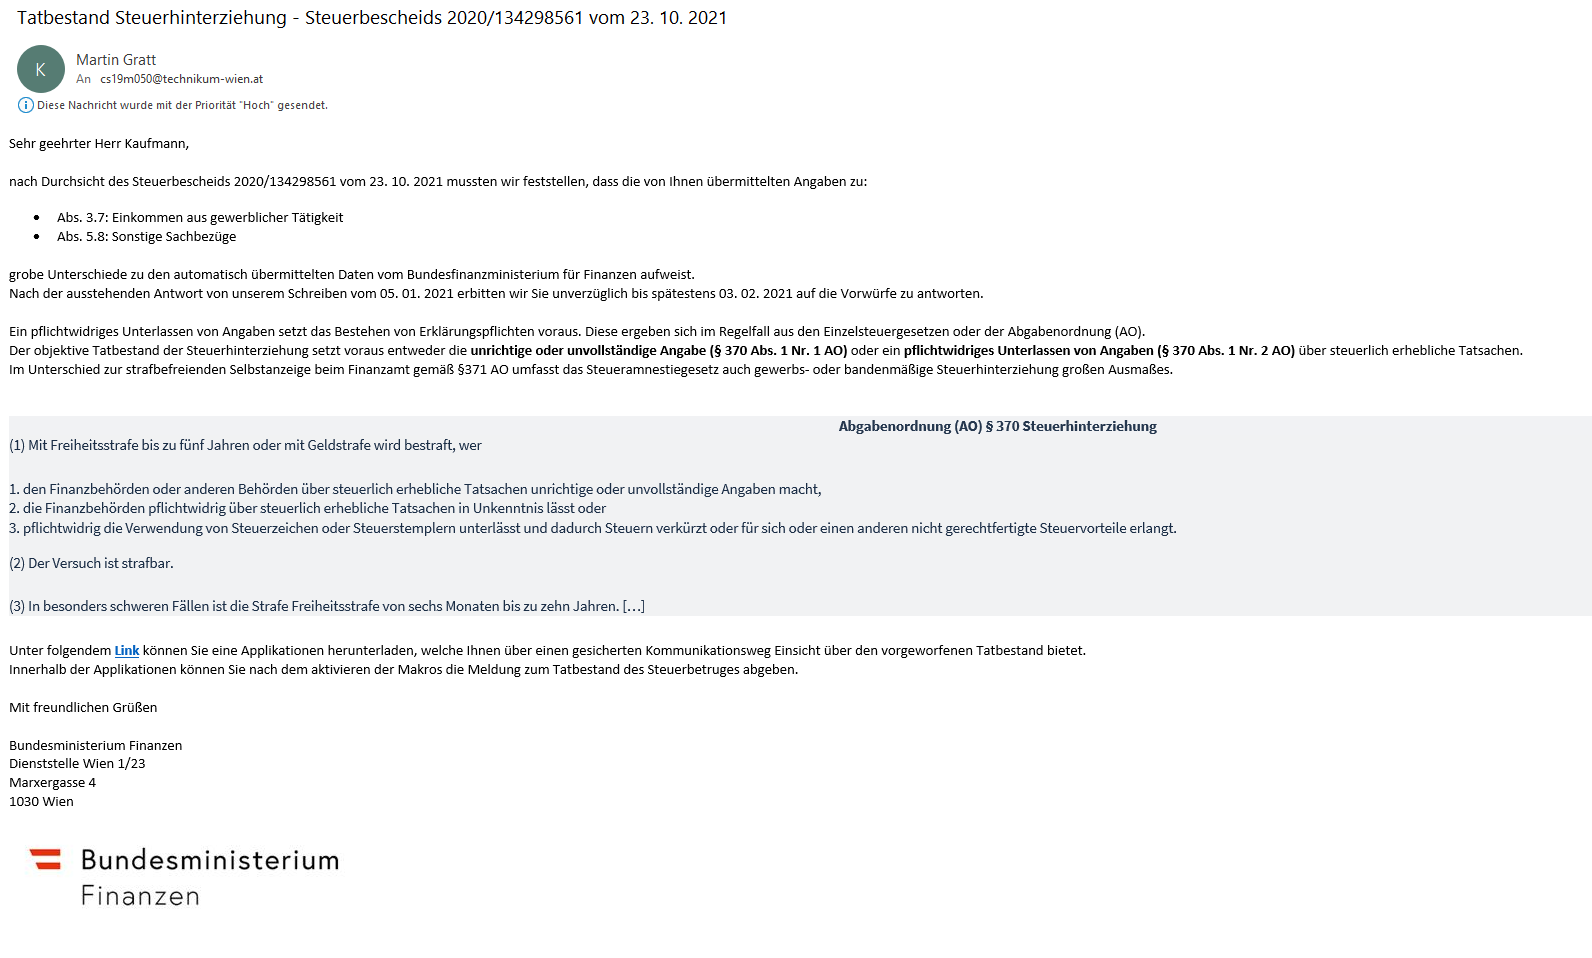 Tatbestand Steuerhinterziehung - Steuerbescheids 2020/134298561 vom 23. 10. 2021
K
Martin Gratt
An cs19m050@technikum-wien.at
Diese Nachricht wurde mit der Priorität "Hoch" gesendet.
Sehr geehrter Herr Kaufmann,
nach Durchsicht des Steuerbescheids 2020/134298561 vom 23. 10. 2021 mussten wir feststellen, dass die von Ihnen übermittelten Angaben zu:
• Abs. 3.7: Einkommen aus gewerblicher Tätigkeit
• Abs. 5.8: Sonstige Sachbezüge
grobe Unterschiede zu den automatisch übermittelten Daten vom Bundesfinanzministerium für Finanzen aufweist.
Nach der ausstehenden Antwort von unserem Schreiben vom 05. 01. 2021 erbitten wir Sie unverzüglich bis spätestens 03. 02. 2021 auf die Vorwürfe zu antworten.
Ein pflichtwidriges Unterlassen von Angaben setzt das Bestehen von Erklärungspflichten voraus. Diese ergeben sich im Regelfall aus den Einzelsteuergesetzen oder der Abgabenordnung (AO).
Der objektive Tatbestand der Steuerhinterziehung setzt voraus entweder die unrichtige oder unvollständige Angabe (§ 370 Abs. 1 Nr. 1 AO) oder ein pflichtwidriges Unterlassen von Angaben (§ 370 Abs. 1 Nr. 2 AO) über steuerlich erhebliche Tatsachen.
Im Unterschied zur strafbefreienden Selbstanzeige beim Finanzamt gemäß §371 AO umfasst das Steueramnestiegesetz auch gewerbs- oder bandenmäßige Steuerhinterziehung großen Ausmaßes.
Abgabenordnung (AO) § 370 Steuerhinterziehung
(1) Mit Freiheitsstrafe bis zu fünf Jahren oder mit Geldstrafe wird bestraft, wer
1. den Finanzbehörden oder anderen Behörden über steuerlich erhebliche Tatsachen unrichtige oder unvollständige Angaben macht,
2. die Finanzbehörden pflichtwidrig über steuerlich erhebliche Tatsachen in Unkenntnis lässt oder
3. pflichtwidrig die Verwendung von Steuerzeichen oder Steuerstemplern unterlässt und dadurch Steuern verkürzt oder für sich oder einen anderen nicht gerechtfertigte Steuervorteile erlangt.
(2) Der Versuch ist strafbar.
(3) In besonders schweren Fällen ist die Strafe Freiheitsstrafe von sechs Monaten bis zu zehn Jahren. […]
Unter folgendem Link können Sie eine Applikationen herunterladen, welche Ihnen über einen gesicherten Kommunikationsweg Einsicht über den vorgeworfenen Tatbestand bietet.
Innerhalb der Applikationen können Sie nach dem aktivieren der Makros die Meldung zum Tatbestand des Steuerbetruges abgeben.
Mit freundlichen Grüßen
Bundesministerium Finanzen
Dienststelle Wien 1/23
Marxergasse 4
1030 Wien
Bundesministerium
Finanzen